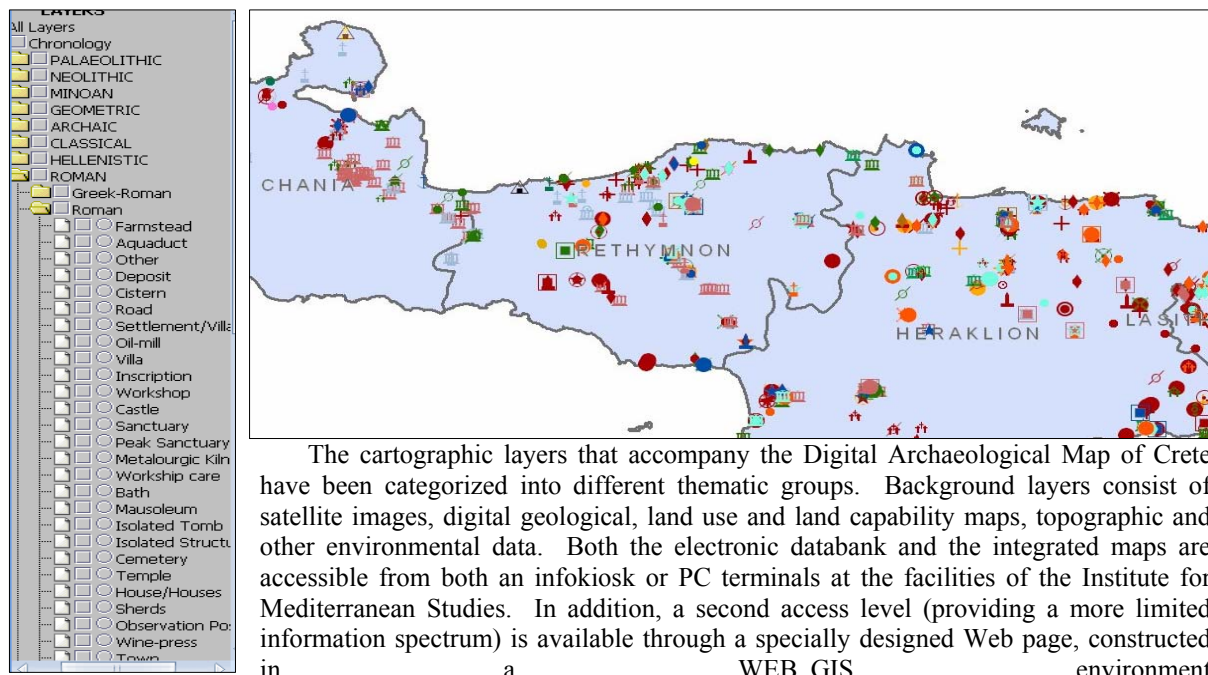 LAYERS
All Layers
Chronology
PALAEOLITHIC
NEOLITHIC
MINOAN
GEOMETRIC
ARCHAIC
CLASSICAL
HELLENISTIC
ROMAN
Greek-Roman
Roman
Farmstead
Aquaduct
Other
Deposit
Cistern
Road
Settlement/Villa
Oil-mill
Villa
Inscription
Workshop
Castle
Sanctuary
Peak Sanctuary
Metalourgic Kiln
Workship care
Bath
Mausoleum
Isolated Tomb
Isolated Structu
Cemetery
Temple
House/Houses
Sherds
Observation Po
Wine-press
Town
CHANIA
RETHYMNON
HERAKLION
LASITH
The cartographic layers that accompany the Digital Archaeological Map of Crete
have been categorized into different thematic groups. Background layers consist of
satellite images, digital geological, land use and land capability maps, topographic and
other environmental data. Both the electronic databank and the integrated maps are
accessible from both an infokiosk or PC terminals at the facilities of the Institute for
Mediterranean Studies. In addition, a second access level (providing a more limited
information spectrum) is available through a specially designed Web page, constructed
in a WEB_GIS environment